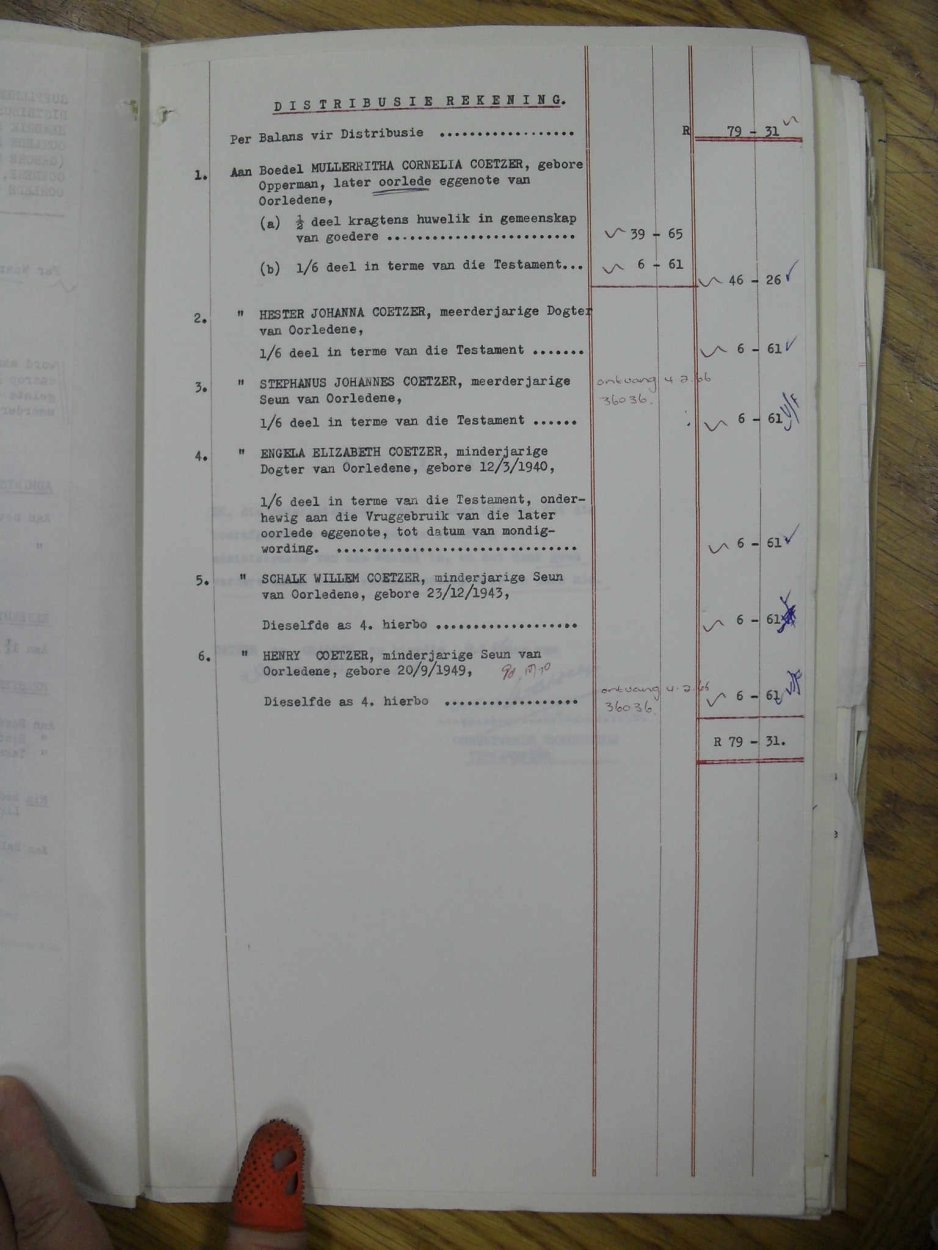 DISTRIBUSIE REKENING.
Per Balans vir Distribusie .................. R 79 - 31
1. Aan Boedel MULLERRITHA CORNELIA COETZER, gebore
Opperman, later oorlede eggenote van
Oorledene,
(a) ½ deel kragtens huwelik in gemeenskap
van goedere ......................... 39 - 65
(b) 1/6 deel in terme van die Testament... 6 - 61
46 - 26
2. " HESTER JOHANNA COETZER, meerderjarige Dogter
van Oorledene,
1/6 deel in terme van die Testament ....... 6 - 61
3. " STEPHANUS JOHANNES COETZER, meerderjarige ontvang 4.2.66
Seun van Oorledene, 36036.
1/6 deel in terme van die Testament ...... 6 - 61
4. " ENGELA ELIZABETH COETZER, minderjarige
Dogter van Oorledene, gebore 12/3/1940,
1/6 deel in terme van die Testament, onder-
hewig aan die Vruggebruik van die later
oorlede eggenote, tot datum van mondig-
wording. ................................ 6 - 61
5. " SCHALK WILLEM COETZER, minderjarige Seun
van Oorledene, gebore 23/12/1943,
Dieselfde as 4. hierbo ................... 6 - 61
6. " HENRY COETZER, minderjarige Seun van
Oorledene, gebore 20/9/1949,
ontvang 4.2.66
Dieselfde as 4. hierbo .................. 36036 6 - 61
R 79 - 31.